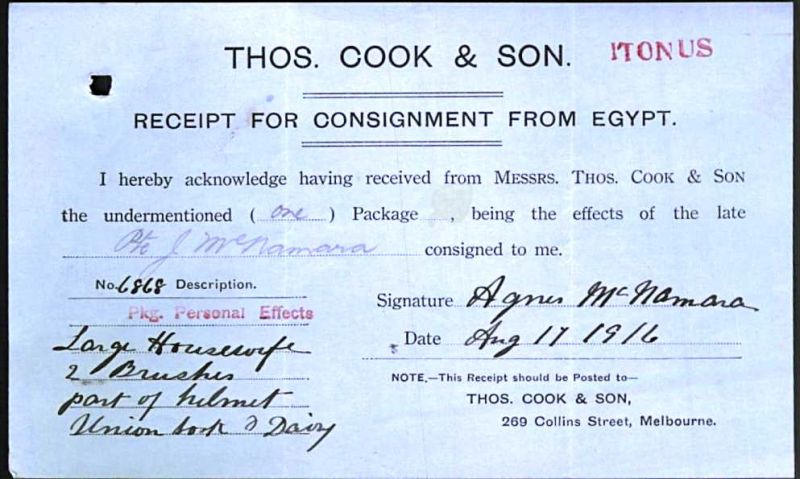 THOS. COOK & SON.
ITONUS
RECEIPT FOR CONSIGNMENT FROM EGYPT.
I hereby acknowledge having received from MESSRS. THOS. COOK & SON
the undermentioned ( one ) Package , being the effects of the late
Pte J McNamara consigned to me.
No. 6868 Description.
Pkg. Personal Effects
Large Housewife
2 Brushes
part of helmet
Union book & Dairy
Signature Agnes McNamara
Date Aug 17 1916
NOTE.—This Receipt should be Posted to—
THOS. COOK & SON,
269 Collins Street, Melbourne.